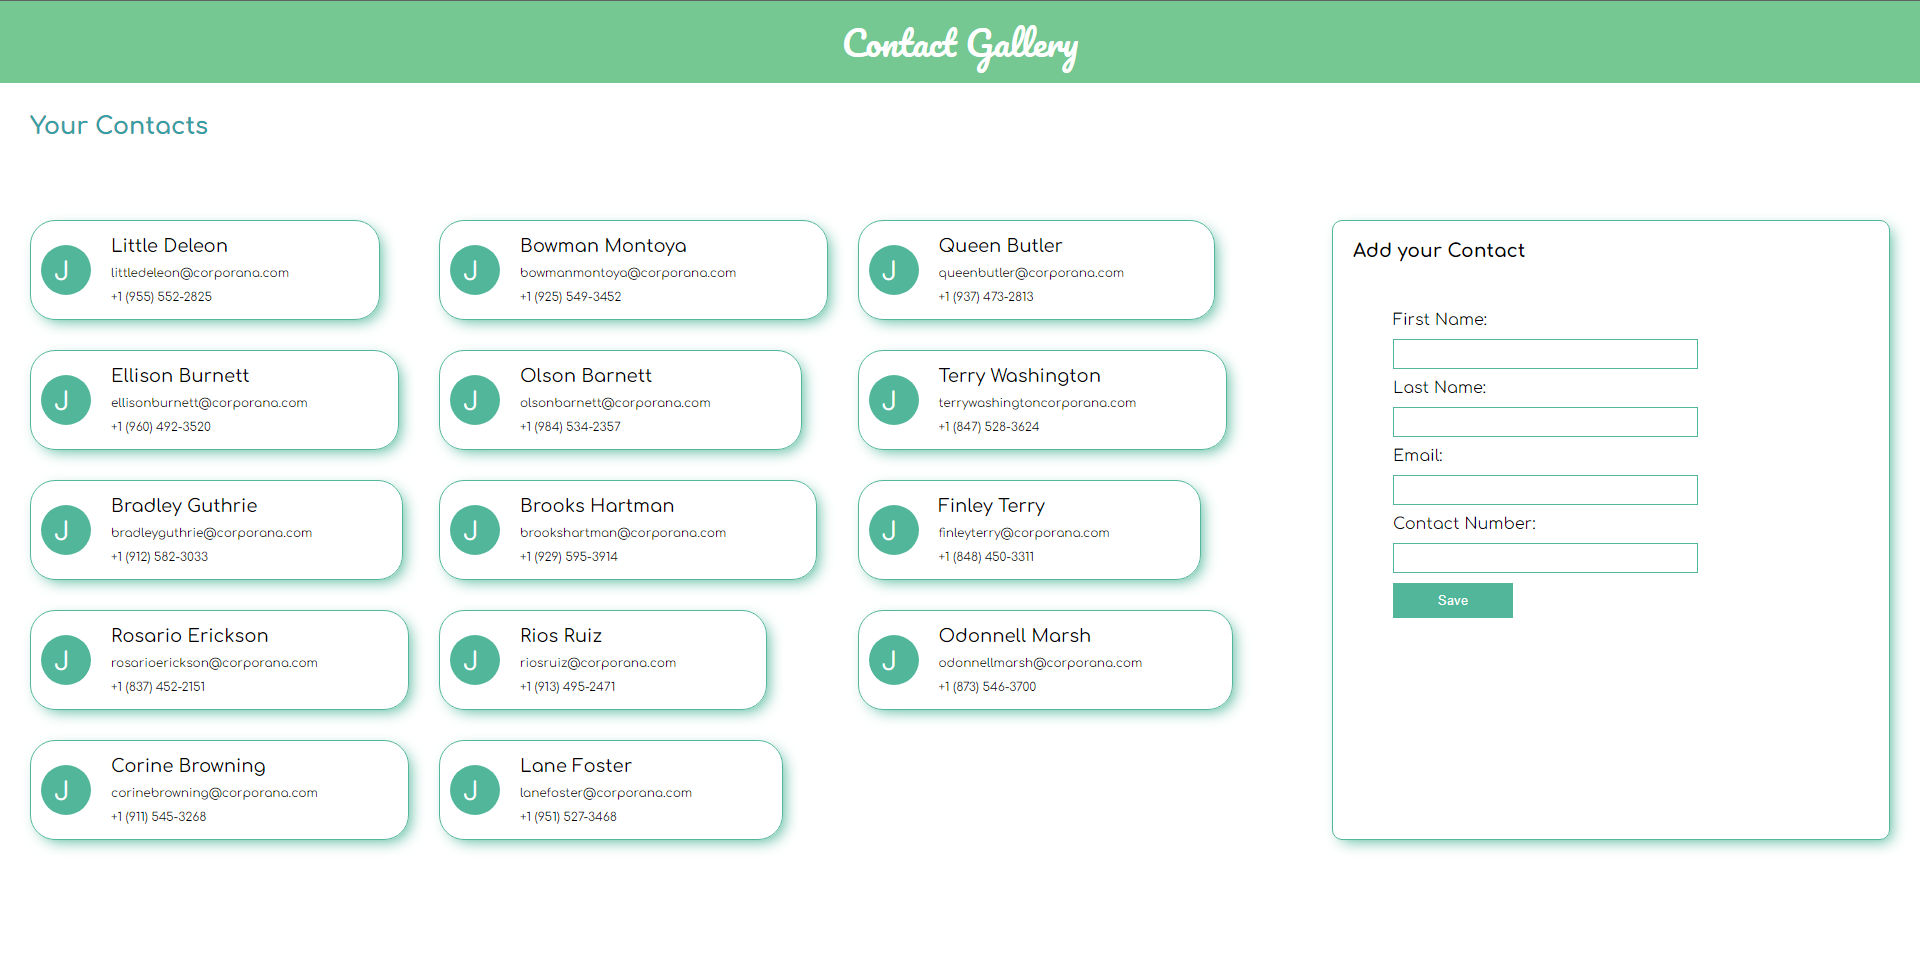 Contact Gallery
Your Contacts
J
Little Deleon
littledeleon@corporana.com
+1 (955) 552-2825
J
Bowman Montoya
bowmanmontoya@corporana.com
+1 (925) 549-3452
J
Queen Butler
queenbutler@corporana.com
+1 (937) 473-2813
J
Ellison Burnett
ellisonburnett@corporana.com
+1 (960) 492-3520
J
Olson Barnett
olsonbarnett@corporana.com
+1 (984) 534-2357
J
Terry Washington
terrywashingtoncorporana.com
+1 (847) 528-3624
J
Bradley Guthrie
bradleyguthrie@corporana.com
+1 (912) 582-3033
J
Brooks Hartman
brookshartman@corporana.com
+1 (929) 595-3914
J
Finley Terry
finleyterry@corporana.com
+1 (848) 450-3311
J
Rosario Erickson
rosarioerickson@corporana.com
+1 (837) 452-2151
J
Rios Ruiz
riosruiz@corporana.com
+1 (913) 495-2471
J
Odonnell Marsh
odonnellmarsh@corporana.com
+1 (873) 546-3700
J
Corine Browning
corinebrowning@corporana.com
+1 (911) 545-3268
J
Lane Foster
lanefoster@corporana.com
+1 (951) 527-3468
Add your Contact
First Name:
Last Name:
Email:
Contact Number:
Save